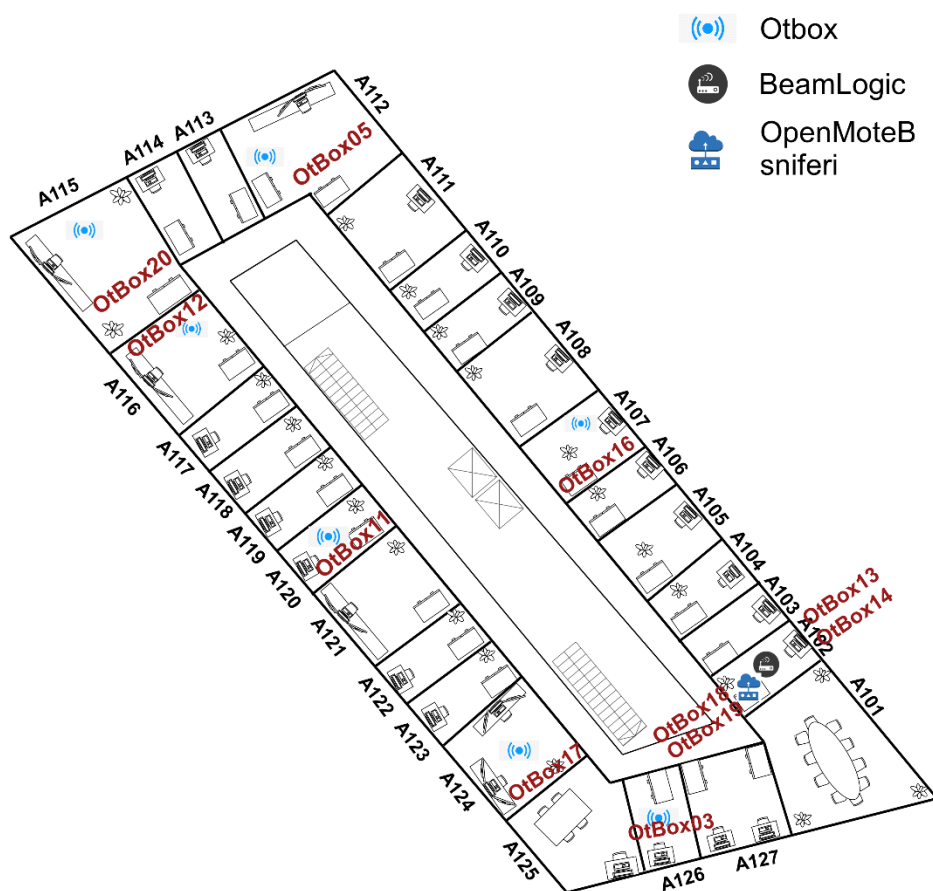 Otbox
BeamLogic
OpenMoteB
sniferi
A112
A113
A114
A115
OtBox05
A111
A110
OtBox20
OtBox12
A109
A108
A116
A107
A117
OtBox16
A106
A118
A105
A119
OtBox11
A104
A120
A103
OtBox13
A102
OtBox14
A121
A101
A122
OtBox18
OtBox19
A123
OtBox17
A124
OtBox03
A125
A126
A127